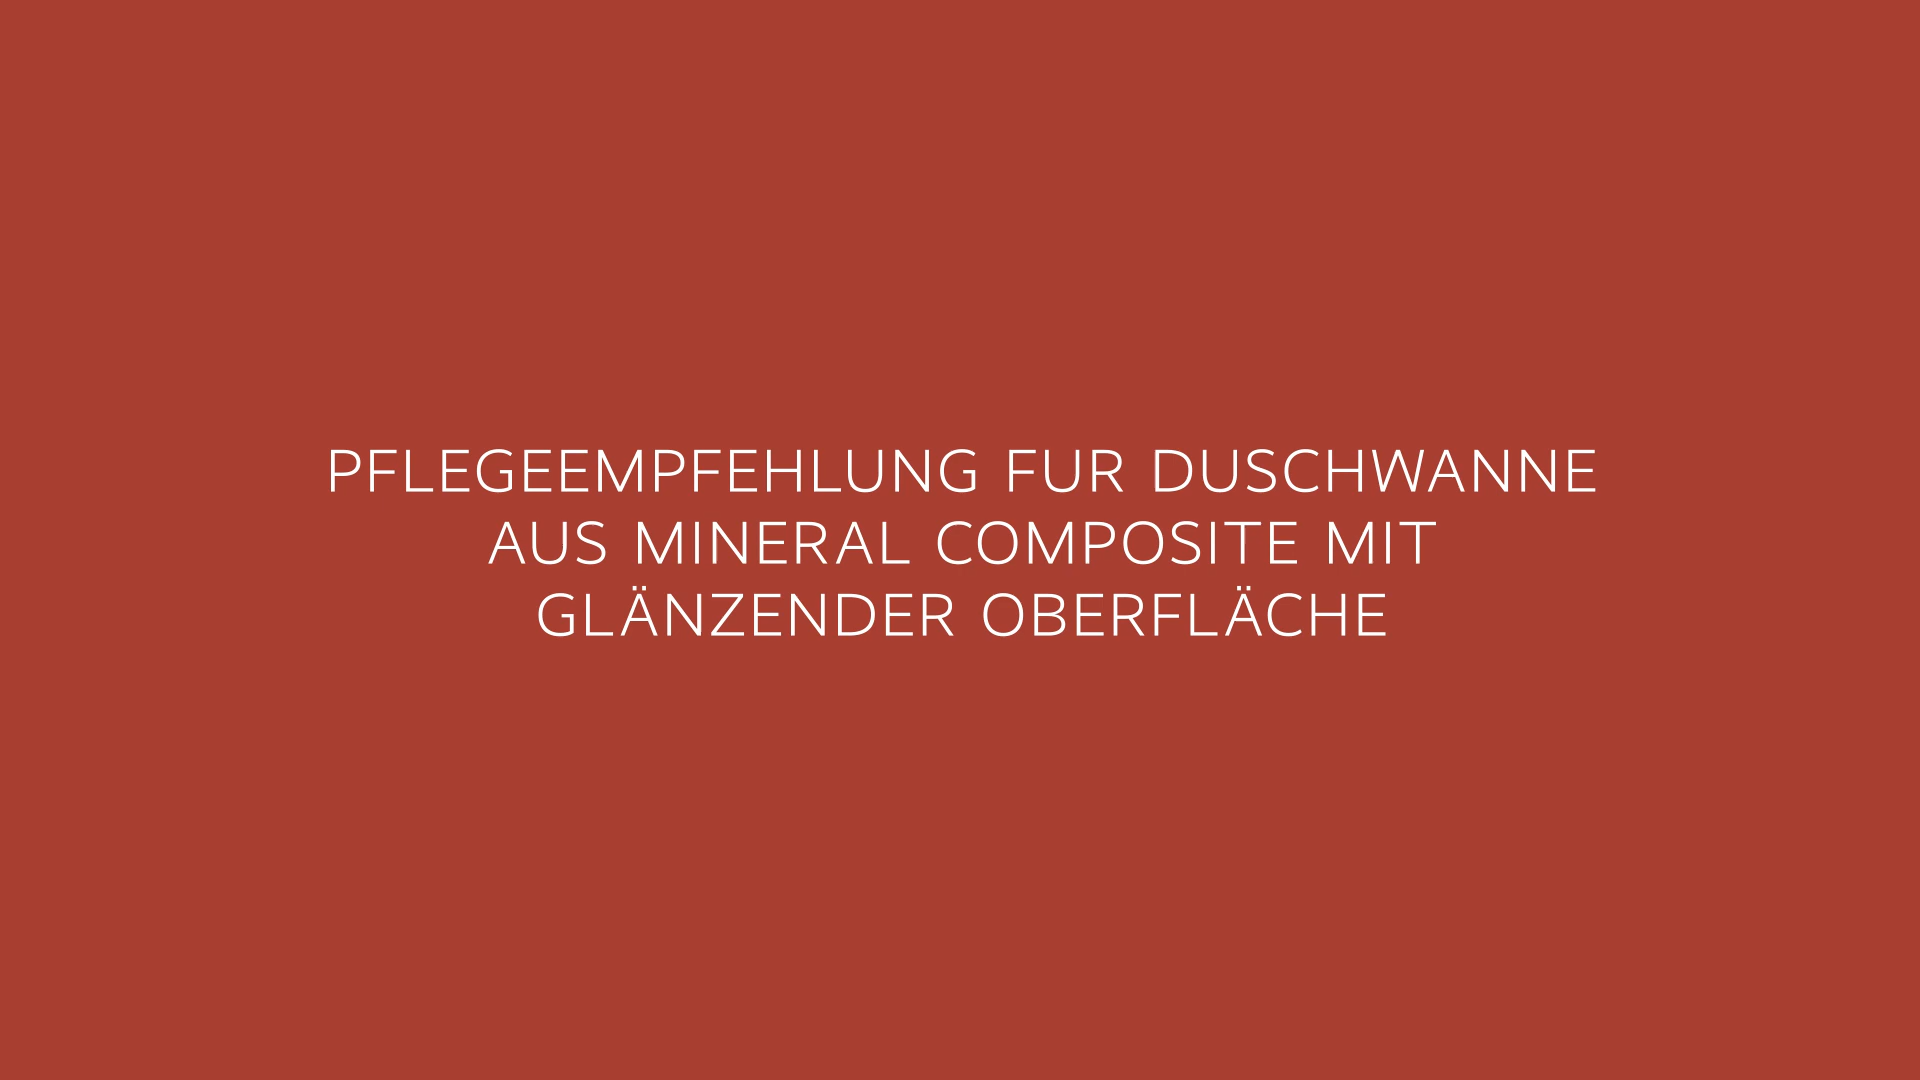 PFLEGEEMPFEHLUNG FUR DUSCHWANNE
AUS MINERAL COMPOSITE MIT
GLÄNZENDER OBERFLÄCHE